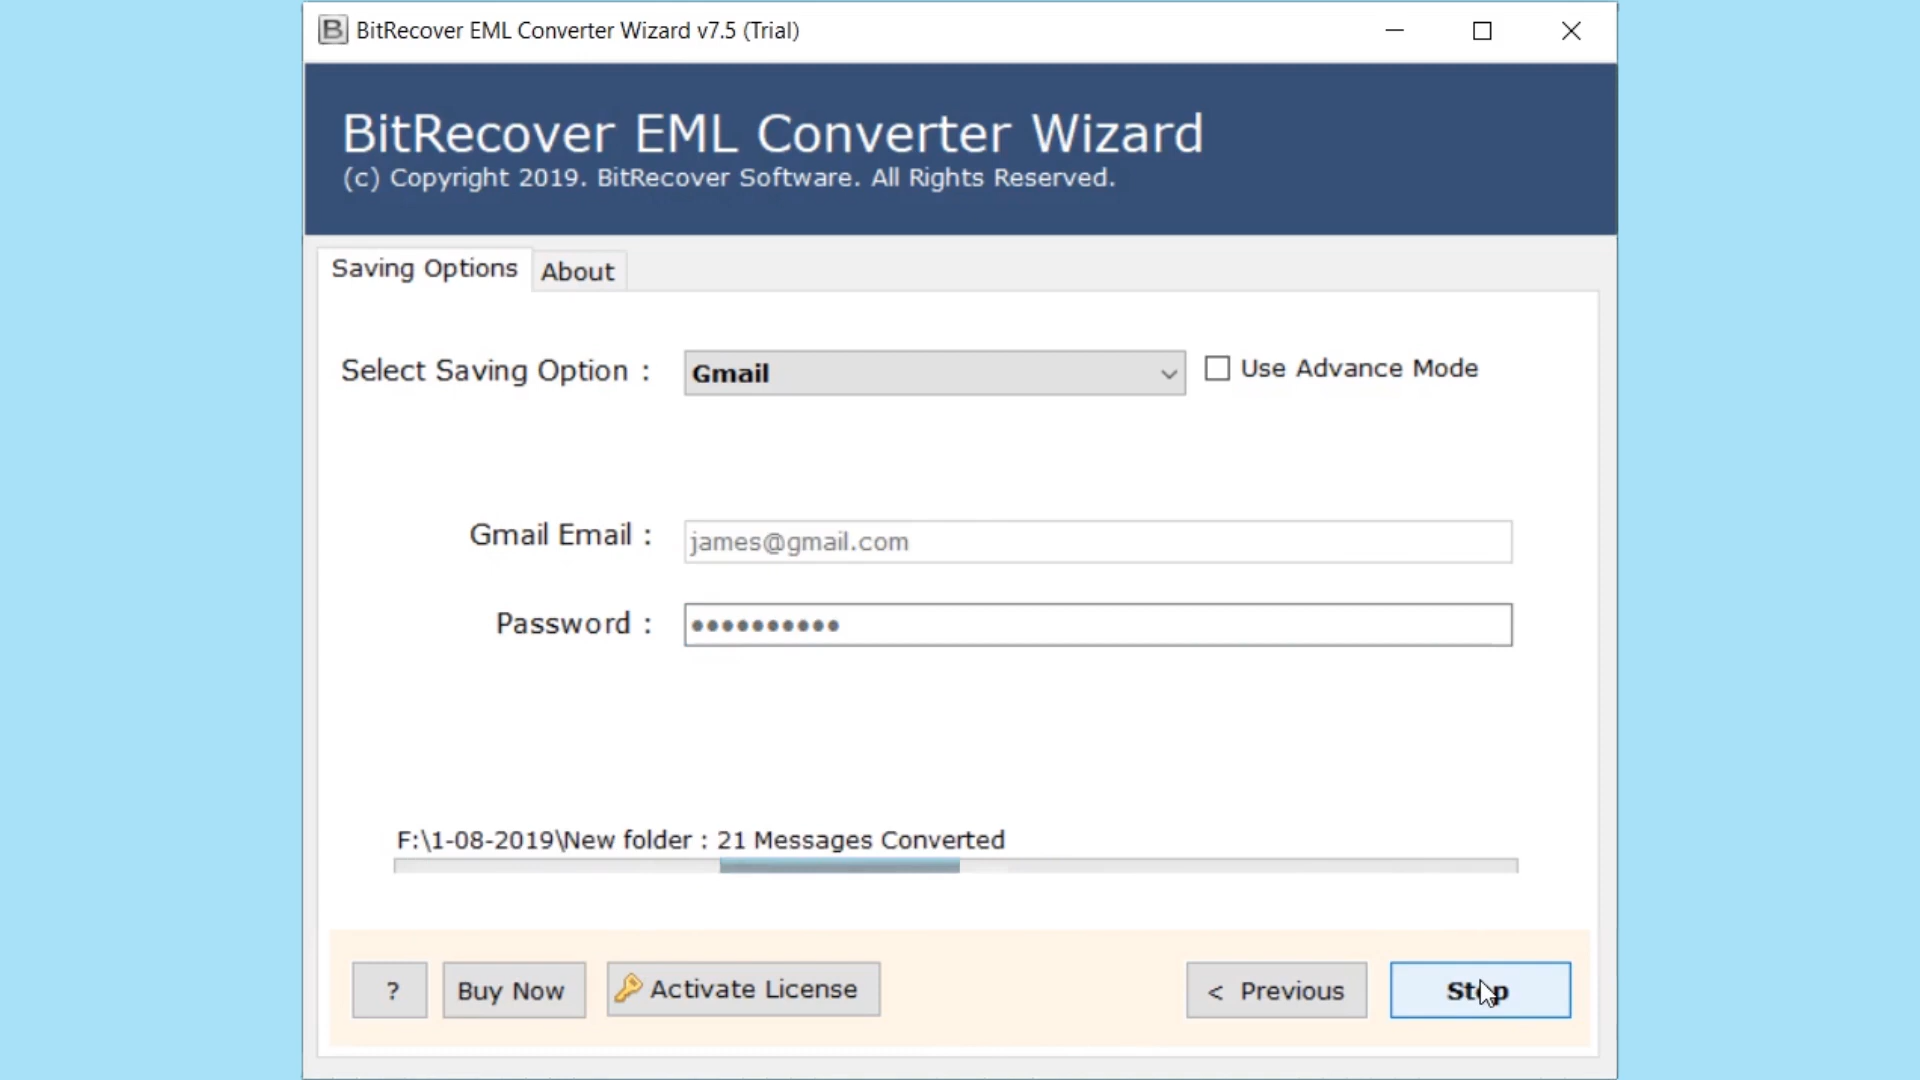 B BitRecover EML Converter Wizard v7.5 (Trial)
BitRecover EML Converter Wizard
(c) Copyright 2019. BitRecover Software. All Rights Reserved.
Saving Options About
Select Saving Option : Gmail Use Advance Mode
Gmail Email : james@gmail.com
Password : ●●●●●●●●●●
F:\1-08-2019\New folder : 21 Messages Converted
? Buy Now Activate License < Previous Stop